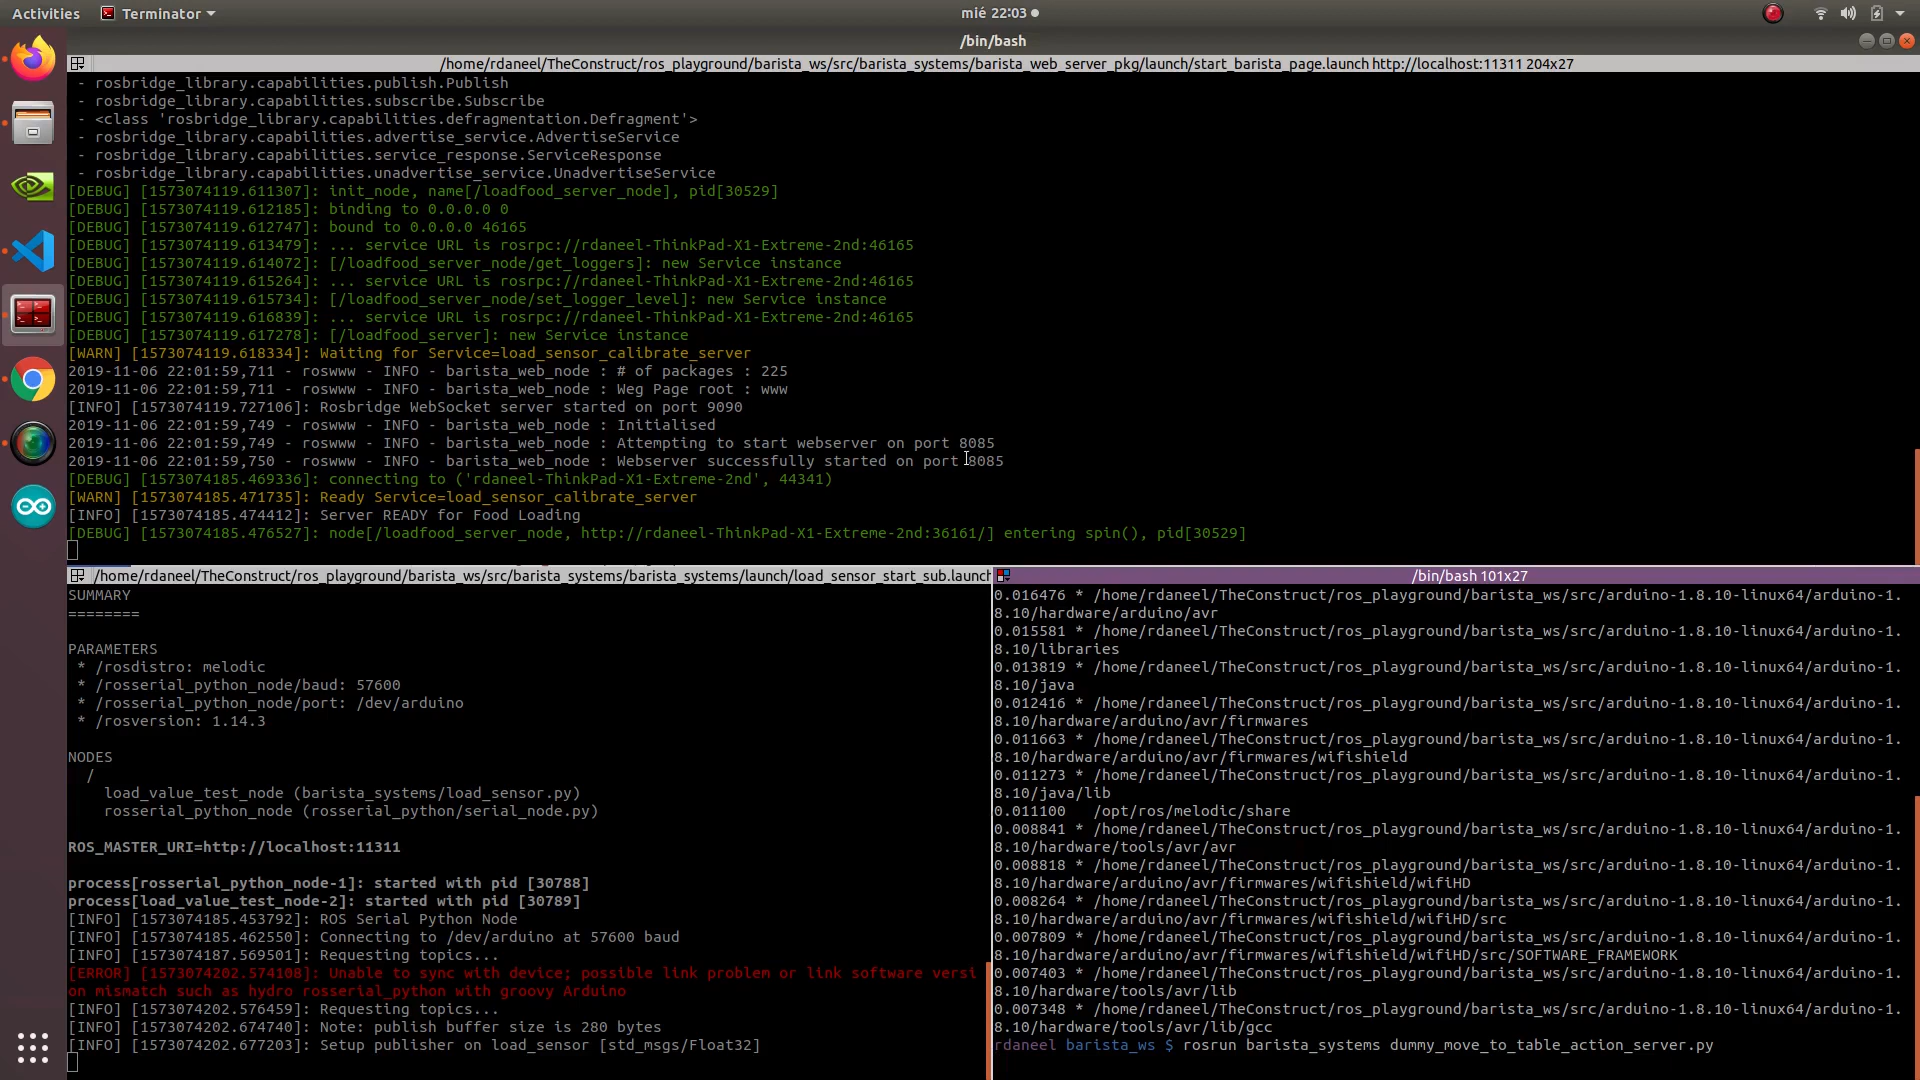 Activities
Terminator
mié 22:03
/bin/bash
/home/rdaneel/TheConstruct/ros_playground/barista_ws/src/barista_systems/barista_web_server_pkg/launch/start_barista_page.launch http://localhost:11311 204x27
- rosbridge_library.capabilities.publish.Publish
- rosbridge_library.capabilities.subscribe.Subscribe
- <class 'rosbridge_library.capabilities.defragmentation.Defragment'>
- rosbridge_library.capabilities.advertise_service.AdvertiseService
- rosbridge_library.capabilities.service_response.ServiceResponse
- rosbridge_library.capabilities.unadvertise_service.UnadvertiseService
[DEBUG] [1573074119.611307]: init_node, name[/loadfood_server_node], pid[30529]
[DEBUG] [1573074119.612185]: binding to 0.0.0.0 0
[DEBUG] [1573074119.612747]: bound to 0.0.0.0 46165
[DEBUG] [1573074119.613479]: ... service URL is rosrpc://rdaneel-ThinkPad-X1-Extreme-2nd:46165
[DEBUG] [1573074119.614072]: [/loadfood_server_node/get_loggers]: new Service instance
[DEBUG] [1573074119.615264]: ... service URL is rosrpc://rdaneel-ThinkPad-X1-Extreme-2nd:46165
[DEBUG] [1573074119.615734]: [/loadfood_server_node/set_logger_level]: new Service instance
[DEBUG] [1573074119.616839]: ... service URL is rosrpc://rdaneel-ThinkPad-X1-Extreme-2nd:46165
[DEBUG] [1573074119.617278]: [/loadfood_server]: new Service instance
[WARN] [1573074119.618334]: Waiting for Service=load_sensor_calibrate_server
2019-11-06 22:01:59,711 - roswww - INFO - barista_web_node : # of packages : 225
2019-11-06 22:01:59,711 - roswww - INFO - barista_web_node : Weg Page root : www
[INFO] [1573074119.727106]: Rosbridge WebSocket server started on port 9090
2019-11-06 22:01:59,749 - roswww - INFO - barista_web_node : Initialised
2019-11-06 22:01:59,749 - roswww - INFO - barista_web_node : Attempting to start webserver on port 8085
2019-11-06 22:01:59,750 - roswww - INFO - barista_web_node : Webserver successfully started on port 8085
[DEBUG] [1573074185.469336]: connecting to ('rdaneel-ThinkPad-X1-Extreme-2nd', 44341)
[WARN] [1573074185.471735]: Ready Service=load_sensor_calibrate_server
[INFO] [1573074185.474412]: Server READY for Food Loading
[DEBUG] [1573074185.476527]: node[/loadfood_server_node, http://rdaneel-ThinkPad-X1-Extreme-2nd:36161/] entering spin(), pid[30529]
/home/rdaneel/TheConstruct/ros_playground/barista_ws/src/barista_systems/barista_systems/launch/load_sensor_start_sub.launch
SUMMARY
========
PARAMETERS
* /rosdistro: melodic
* /rosserial_python_node/baud: 57600
* /rosserial_python_node/port: /dev/arduino
* /rosversion: 1.14.3
NODES
/
load_value_test_node (barista_systems/load_sensor.py)
rosserial_python_node (rosserial_python/serial_node.py)
ROS_MASTER_URI=http://localhost:11311
process[rosserial_python_node-1]: started with pid [30788]
process[load_value_test_node-2]: started with pid [30789]
[INFO] [1573074185.453792]: ROS Serial Python Node
[INFO] [1573074185.462550]: Connecting to /dev/arduino at 57600 baud
[INFO] [1573074187.569501]: Requesting topics...
[ERROR] [1573074202.574108]: Unable to sync with device; possible link problem or link software versi
on mismatch such as hydro rosserial_python with groovy Arduino
[INFO] [1573074202.576459]: Requesting topics...
[INFO] [1573074202.674740]: Note: publish buffer size is 280 bytes
[INFO] [1573074202.677203]: Setup publisher on load_sensor [std_msgs/Float32]
/bin/bash 101x27
0.016476 * /home/rdaneel/TheConstruct/ros_playground/barista_ws/src/arduino-1.8.10-linux64/arduino-1.
8.10/hardware/arduino/avr
0.015581 * /home/rdaneel/TheConstruct/ros_playground/barista_ws/src/arduino-1.8.10-linux64/arduino-1.
8.10/libraries
0.013819 * /home/rdaneel/TheConstruct/ros_playground/barista_ws/src/arduino-1.8.10-linux64/arduino-1.
8.10/java
0.012416 * /home/rdaneel/TheConstruct/ros_playground/barista_ws/src/arduino-1.8.10-linux64/arduino-1.
8.10/hardware/arduino/avr/firmwares
0.011663 * /home/rdaneel/TheConstruct/ros_playground/barista_ws/src/arduino-1.8.10-linux64/arduino-1.
8.10/hardware/arduino/avr/firmwares/wifishield
0.011273 * /home/rdaneel/TheConstruct/ros_playground/barista_ws/src/arduino-1.8.10-linux64/arduino-1.
8.10/java/lib
0.011100 /opt/ros/melodic/share
0.008841 * /home/rdaneel/TheConstruct/ros_playground/barista_ws/src/arduino-1.8.10-linux64/arduino-1.
8.10/hardware/tools/avr/avr
0.008818 * /home/rdaneel/TheConstruct/ros_playground/barista_ws/src/arduino-1.8.10-linux64/arduino-1.
8.10/hardware/arduino/avr/firmwares/wifishield/wifiHD
0.008264 * /home/rdaneel/TheConstruct/ros_playground/barista_ws/src/arduino-1.8.10-linux64/arduino-1.
8.10/hardware/arduino/avr/firmwares/wifishield/wifiHD/src
0.007809 * /home/rdaneel/TheConstruct/ros_playground/barista_ws/src/arduino-1.8.10-linux64/arduino-1.
8.10/hardware/arduino/avr/firmwares/wifishield/wifiHD/src/SOFTWARE_FRAMEWORK
0.007403 * /home/rdaneel/TheConstruct/ros_playground/barista_ws/src/arduino-1.8.10-linux64/arduino-1.
8.10/hardware/tools/avr/lib
0.007348 * /home/rdaneel/TheConstruct/ros_playground/barista_ws/src/arduino-1.8.10-linux64/arduino-1.
8.10/hardware/tools/avr/lib/gcc
rdaneel barista_ws $ rosrun barista_systems dummy_move_to_table_action_server.py